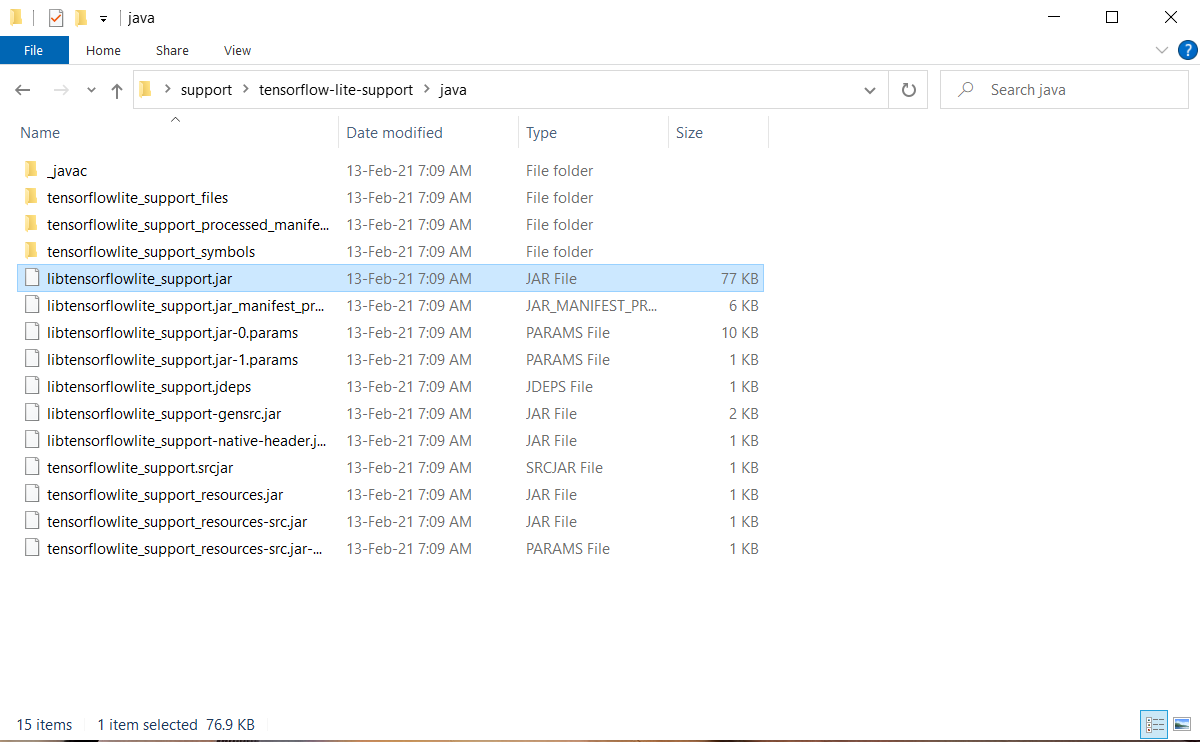 java
File Home Share View
support tensorflow-lite-support java Search java
Name Date modified Type Size
_javac 13-Feb-21 7:09 AM File folder
tensorflowlite_support_files 13-Feb-21 7:09 AM File folder
tensorflowlite_support_processed_manife... 13-Feb-21 7:09 AM File folder
tensorflowlite_support_symbols 13-Feb-21 7:09 AM File folder
libtensorflowlite_support.jar 13-Feb-21 7:09 AM JAR File 77 KB
libtensorflowlite_support.jar_manifest_pr... 13-Feb-21 7:09 AM JAR_MANIFEST_PR... 6 KB
libtensorflowlite_support.jar-0.params 13-Feb-21 7:09 AM PARAMS File 10 KB
libtensorflowlite_support.jar-1.params 13-Feb-21 7:09 AM PARAMS File 1 KB
libtensorflowlite_support.jdeps 13-Feb-21 7:09 AM JDEPS File 1 KB
libtensorflowlite_support-gensrc.jar 13-Feb-21 7:09 AM JAR File 2 KB
libtensorflowlite_support-native-header.j... 13-Feb-21 7:09 AM JAR File 1 KB
tensorflowlite_support.srcjar 13-Feb-21 7:09 AM SRCJAR File 1 KB
tensorflowlite_support_resources.jar 13-Feb-21 7:09 AM JAR File 1 KB
tensorflowlite_support_resources-src.jar 13-Feb-21 7:09 AM JAR File 1 KB
tensorflowlite_support_resources-src.jar-... 13-Feb-21 7:09 AM PARAMS File 1 KB
15 items 1 item selected 76.9 KB